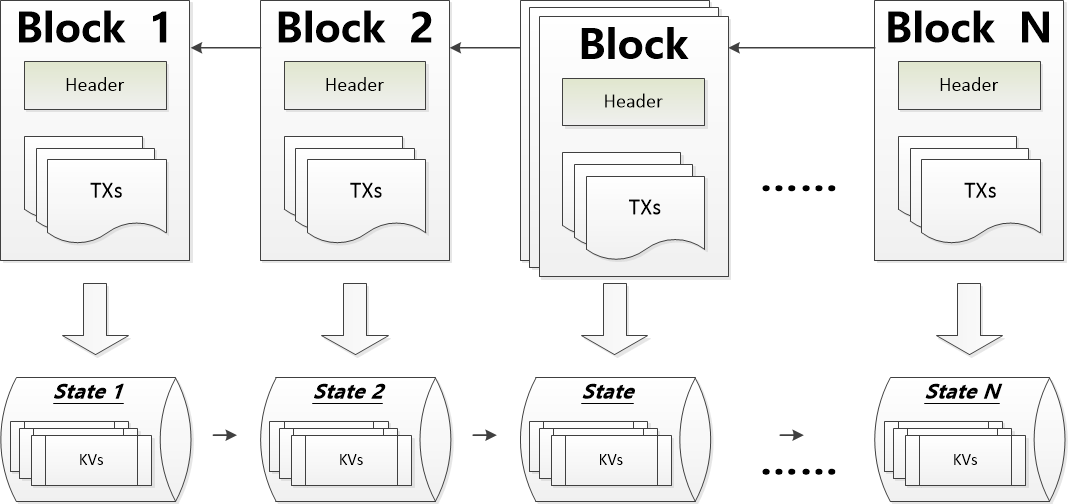 Block 1
Header
TXs
Block 2
Header
TXs
Block
Header
TXs
……
Block N
Header
TXs
State 1
KVs
State 2
KVs
State
KVs
……
State N
KVs